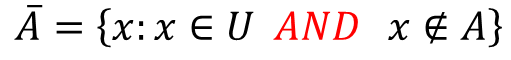 Ā = {x: x ∈ U AND x ∉ A}